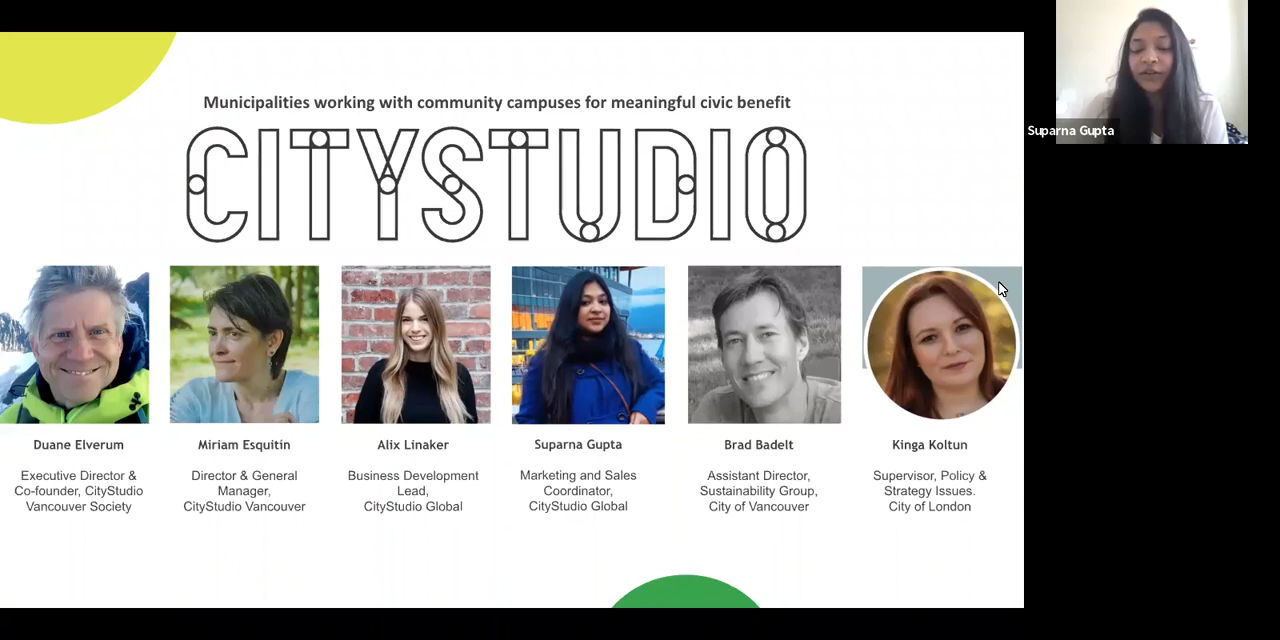 Municipalities working with community campuses for meaningful civic benefit
CITYSTUDIO
Suparna Gupta
Duane Elverum
Executive Director &
Co-founder, CityStudio
Vancouver Society
Miriam Esquitin
Director & General
Manager,
CityStudio Vancouver
Alix Linaker
Business Development
Lead,
CityStudio Global
Suparna Gupta
Marketing and Sales
Coordinator,
CityStudio Global
Brad Badelt
Assistant Director,
Sustainability Group,
City of Vancouver
Kinga Koltun
Supervisor, Policy &
Strategy Issues.
City of London